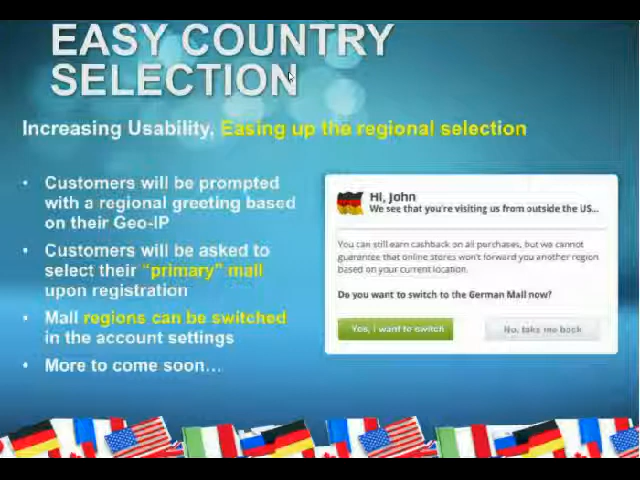 EASY COUNTRY
SELECTION
Increasing Usability, Easing up the regional selection
• Customers will be prompted
with a regional greeting based
on their Geo-IP
• Customers will be asked to
select their "primary" mall
upon registration
• Mall regions can be switched
in the account settings
• More to come soon...
Hi, John
We see that you're visiting us from outside the US...
You can still earn cashback on all purchases, but we cannot
guarantee that online stores won't forward you another region
based on your current location.
Do you want to switch to the German Mall now?
Yes, I want to switch
No, take me back